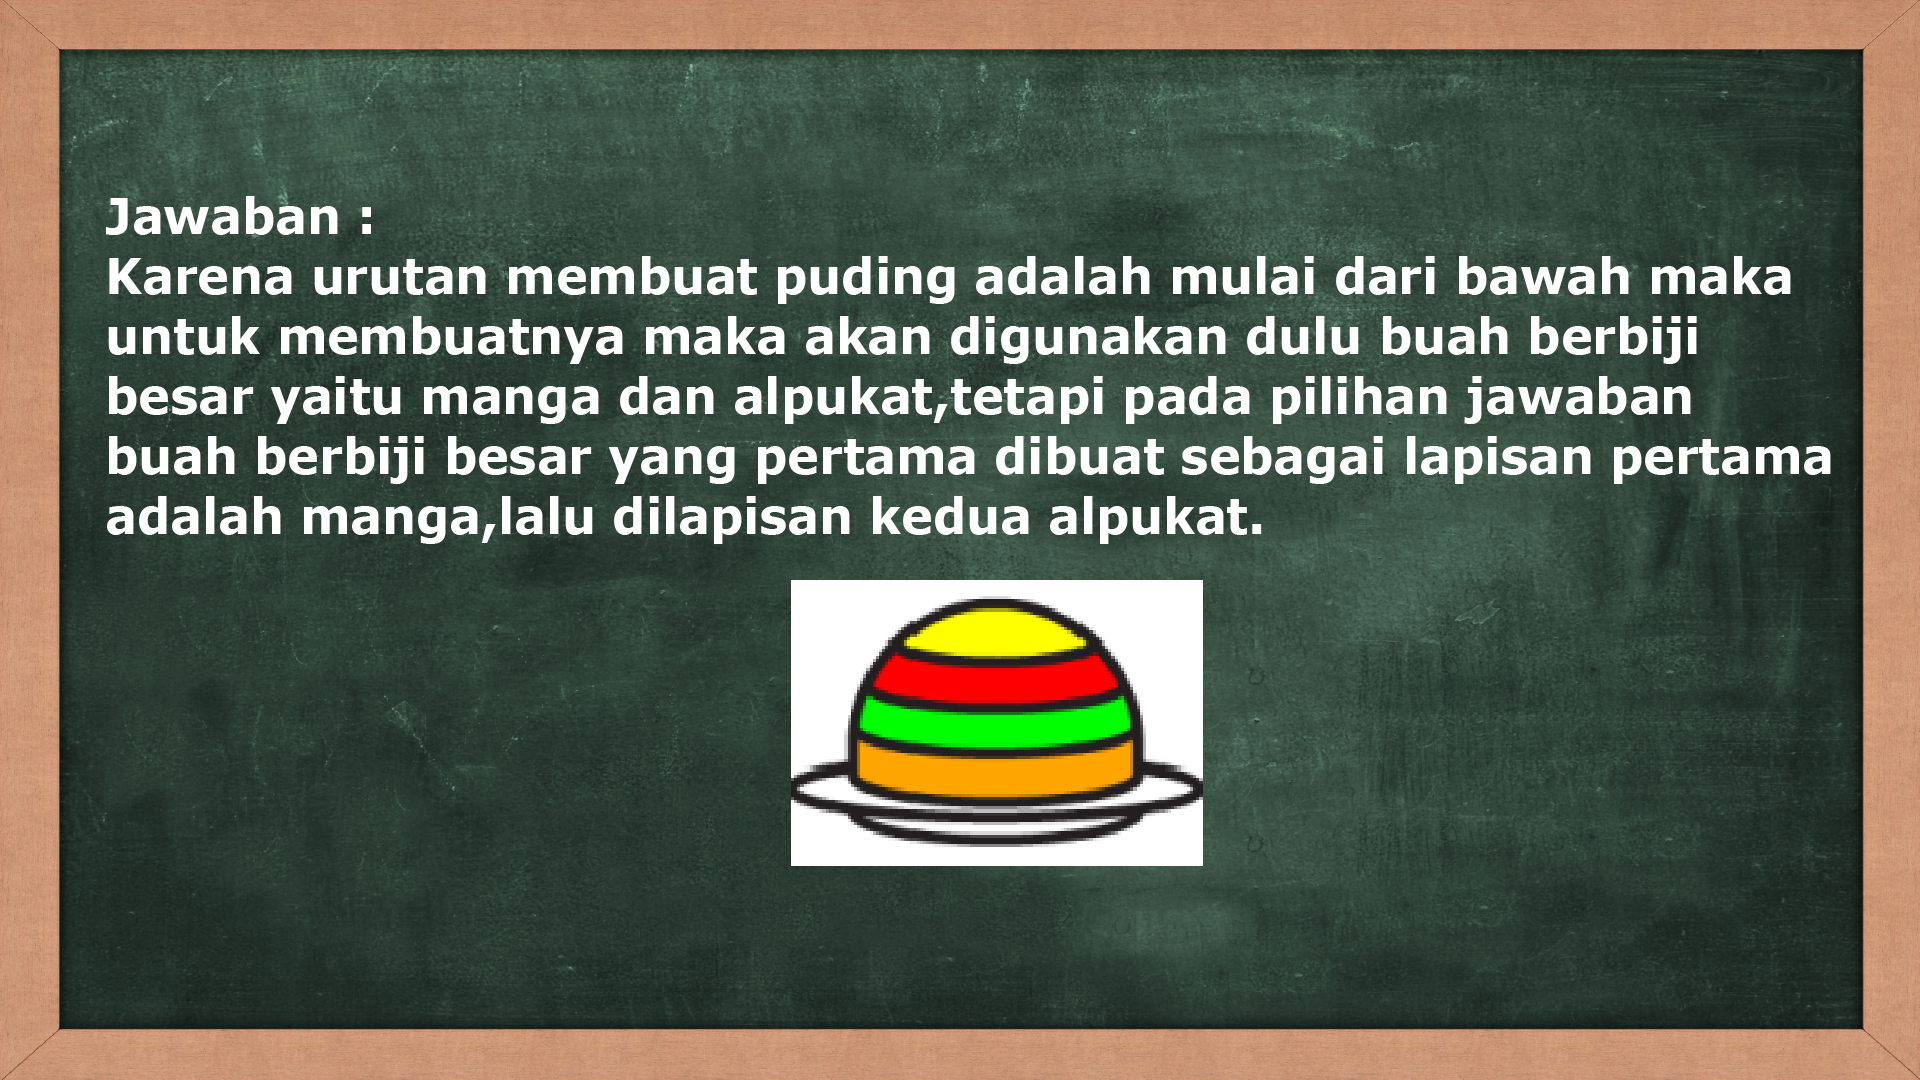 Jawaban :
Karena urutan membuat puding adalah mulai dari bawah maka
untuk membuatnya maka akan digunakan dulu buah berbiji
besar yaitu manga dan alpukat,tetapi pada pilihan jawaban
buah berbiji besar yang pertama dibuat sebagai lapisan pertama
adalah manga,lalu dilapisan kedua alpukat.